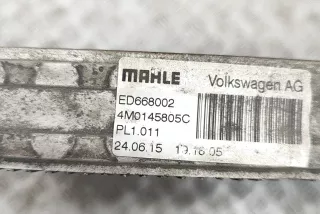 MAHLE Volkswagen AG
ED668002
4M0145805C
PL1.011
24.06.15